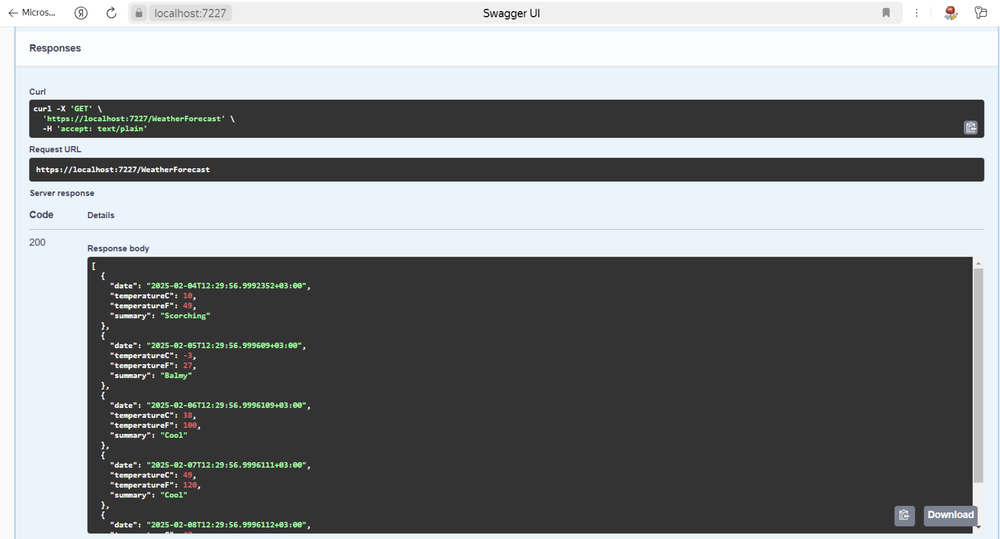 Micros...
Я
localhost:7227
Swagger UI
Responses
Curl
curl -X 'GET' \
  'https://localhost:7227/WeatherForecast' \
  -H 'accept: text/plain'
Request URL
https://localhost:7227/WeatherForecast
Server response
Code
Details
200
Response body
[
  {
    "date": "2025-02-04T12:29:56.9992352+03:00",
    "temperatureC": 10,
    "temperatureF": 49,
    "summary": "Scorching"
  },
  {
    "date": "2025-02-05T12:29:56.999609+03:00",
    "temperatureC": -3,
    "temperatureF": 27,
    "summary": "Balmy"
  },
  {
    "date": "2025-02-06T12:29:56.9996109+03:00",
    "temperatureC": 38,
    "temperatureF": 100,
    "summary": "Cool"
  },
  {
    "date": "2025-02-07T12:29:56.9996111+03:00",
    "temperatureC": 49,
    "temperatureF": 120,
    "summary": "Cool"
  },
  {
    "date": "2025-02-08T12:29:56.9996112+03:00",
Download